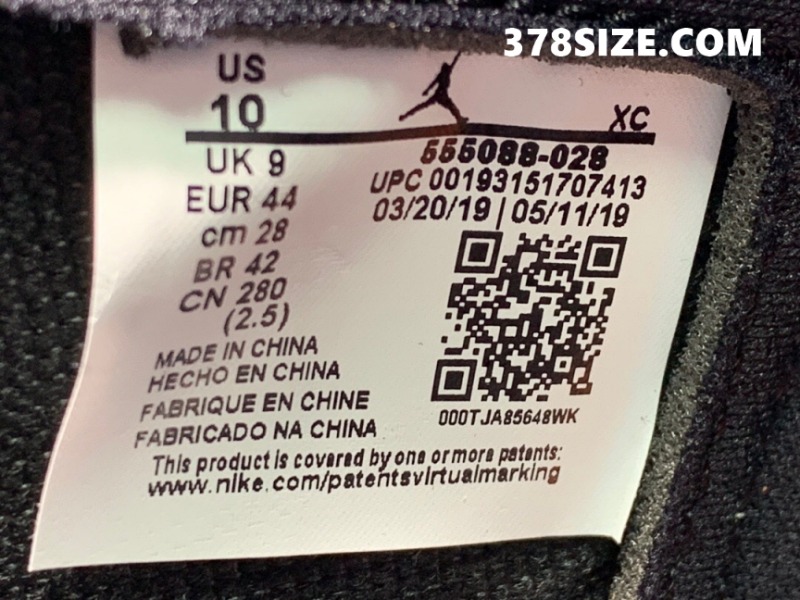 378SIZE.COM
US
10
XC
UK 9
EUR 44
cm 28
BR 42
CN 280
(2.5)
555088-028
UPC 00193151707413
03/20/19 | 05/11/19
000TJA85648WK
MADE IN CHINA
HECHO EN CHINA
FABRIQUE EN CHINE
FABRICADO NA CHINA
This product is covered by one or more patents:
www.nike.com/patentsvirtualmarking